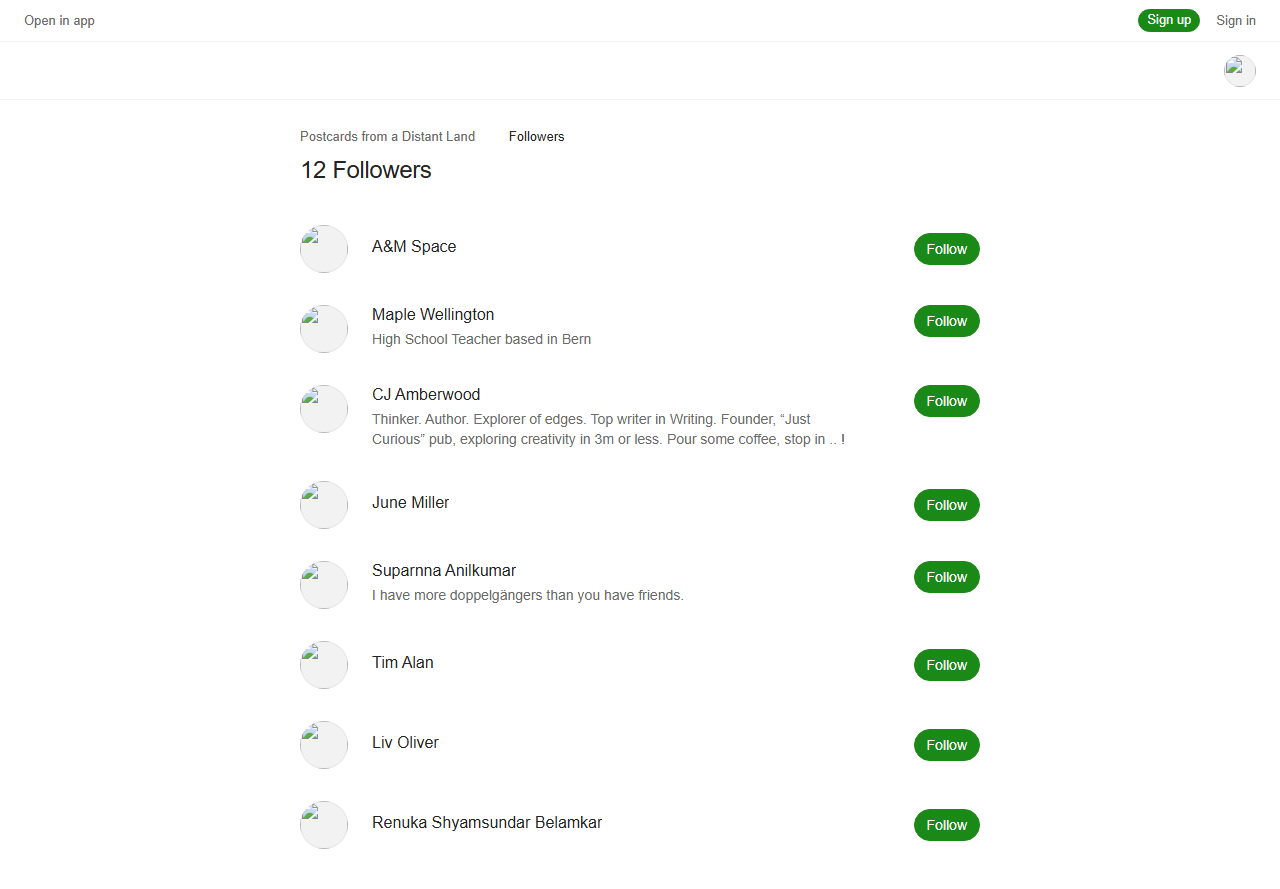 Open in app
Sign up
Sign in
Postcards from a Distant Land
Followers
12 Followers
A&M Space
Follow
Maple Wellington
High School Teacher based in Bern
Follow
CJ Amberwood
Thinker. Author. Explorer of edges. Top writer in Writing. Founder, “Just
Curious” pub, exploring creativity in 3m or less. Pour some coffee, stop in .. !
Follow
June Miller
Follow
Suparnna Anilkumar
I have more doppelgängers than you have friends.
Follow
Tim Alan
Follow
Liv Oliver
Follow
Renuka Shyamsundar Belamkar
Follow